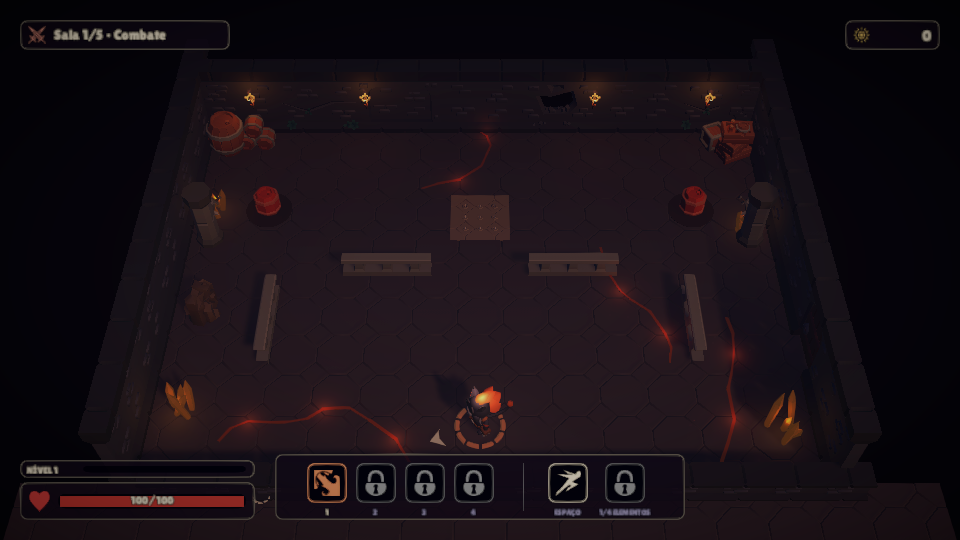 Sala 1/5 - Combate
0
NÍVEL 1
100/100
1
2
3
4
ESPAÇO
1/4 ELEMENTOS